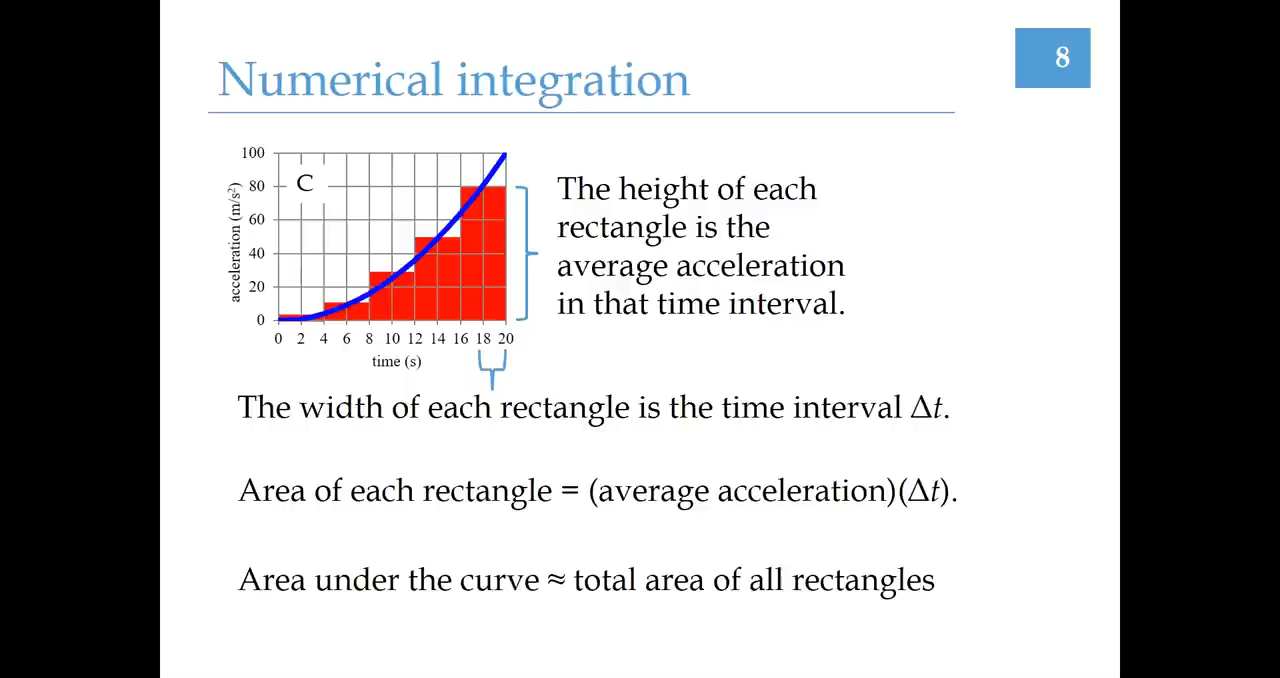 Numerical integration
8
100
80
60
40
20
0
acceleration (m/s²)
C
0 2 4 6 8 10 12 14 16 18 20
time (s)
The height of each
rectangle is the
average acceleration
in that time interval.
The width of each rectangle is the time interval Δt.
Area of each rectangle = (average acceleration)(Δt).
Area under the curve ≈ total area of all rectangles